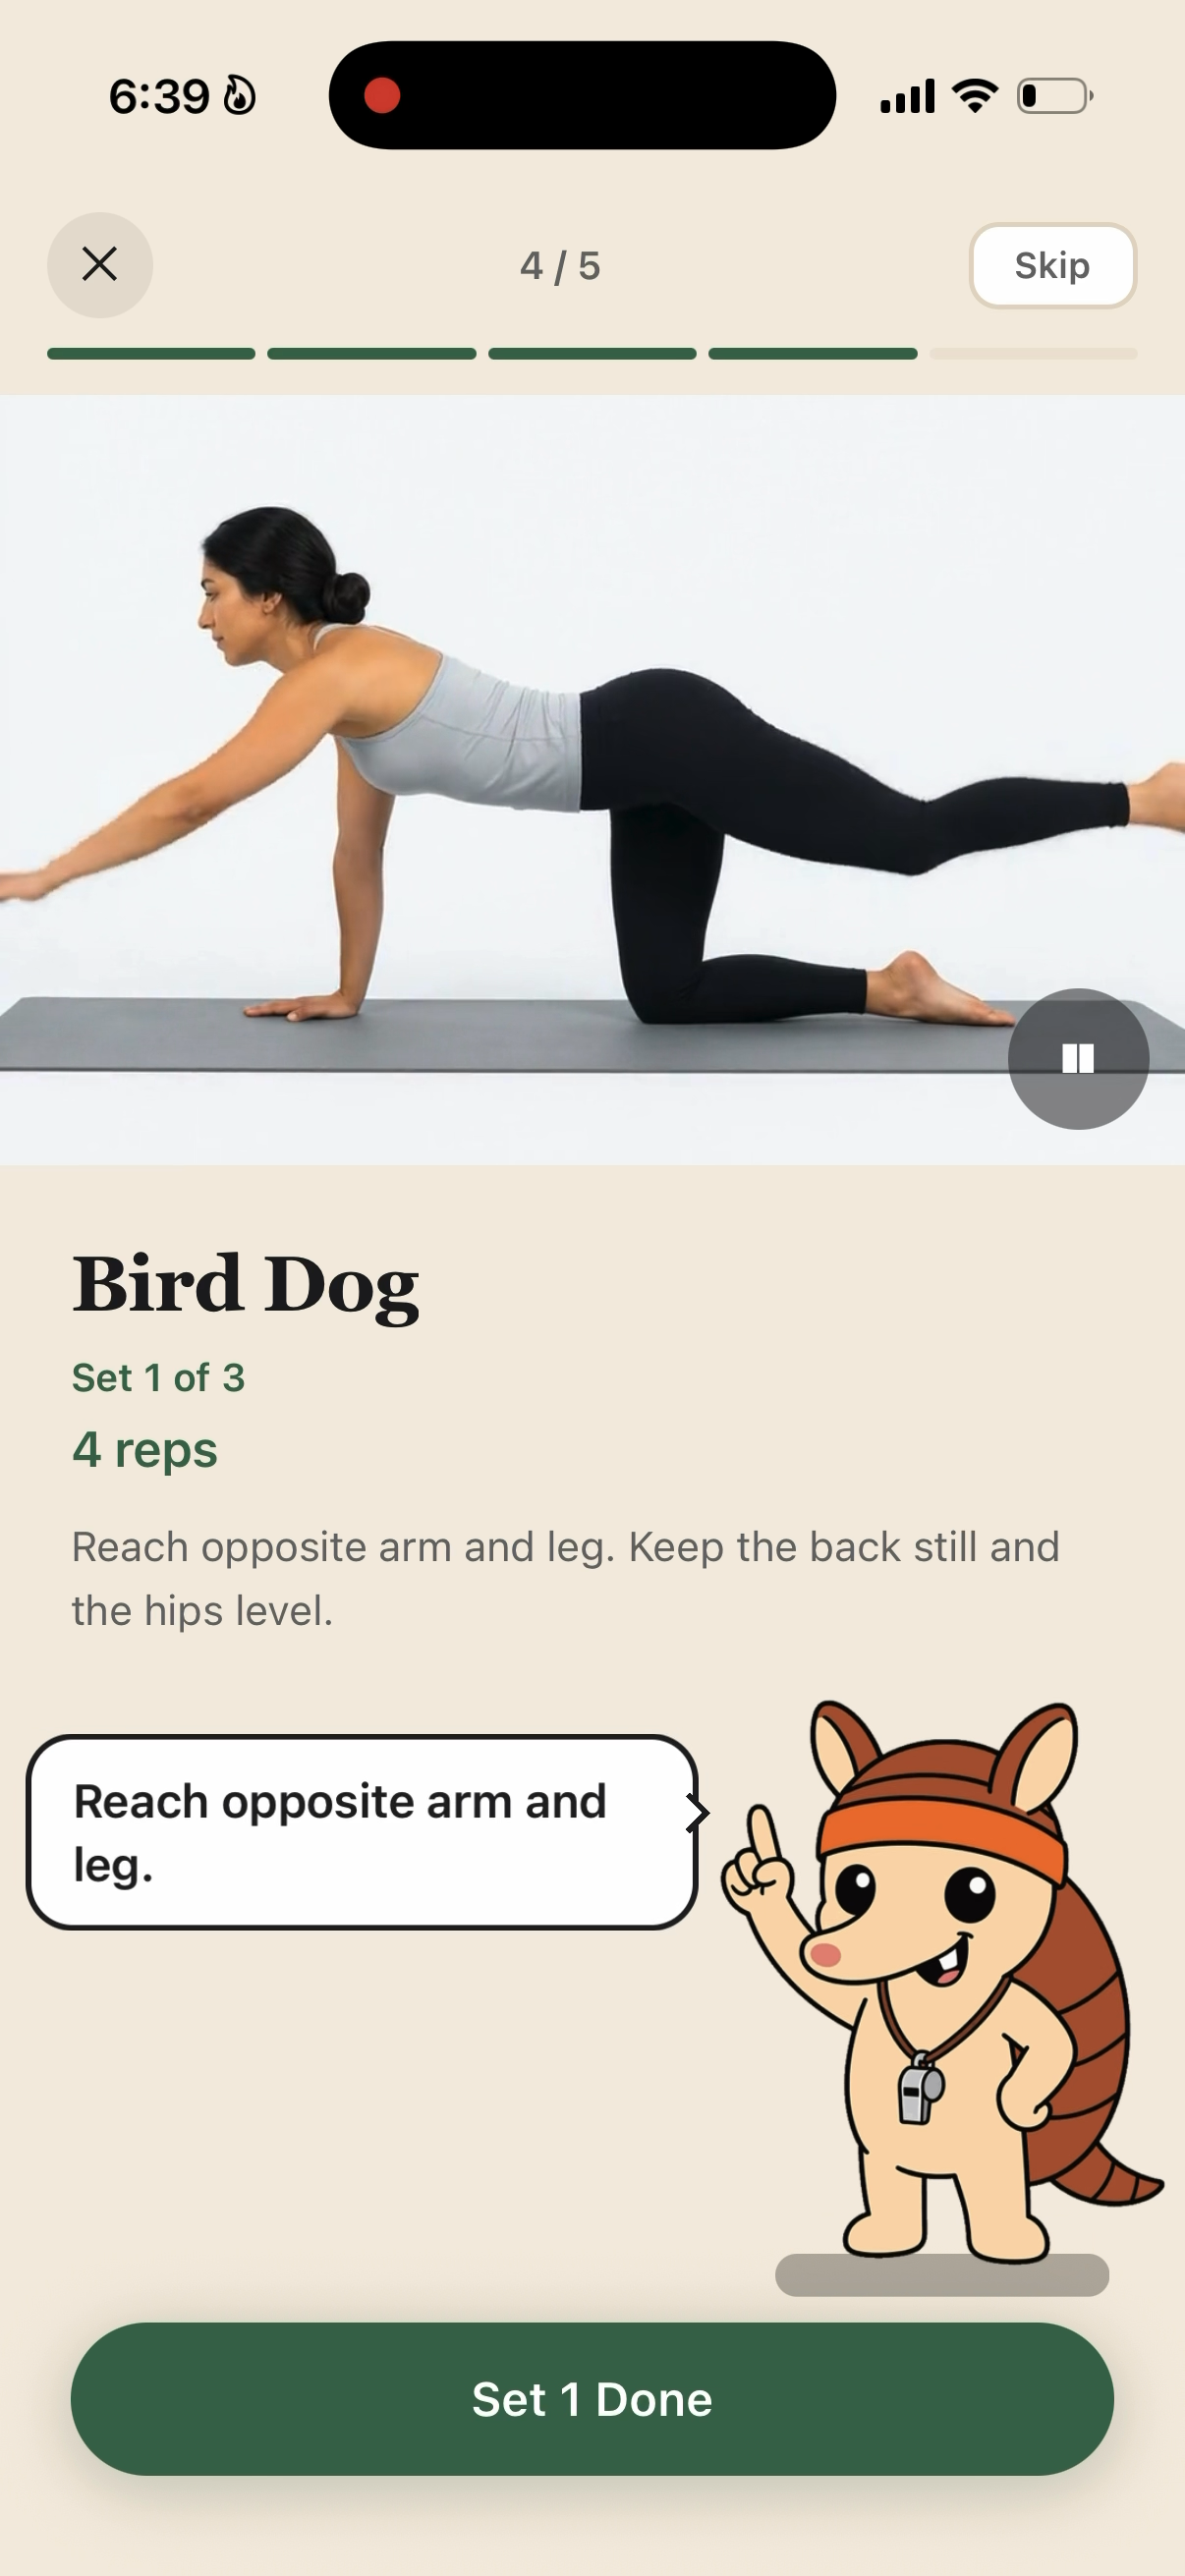 6:39
4 / 5
Skip
Bird Dog
Set 1 of 3
4 reps
Reach opposite arm and leg. Keep the back still and
the hips level.
Reach opposite arm and
leg.
Set 1 Done